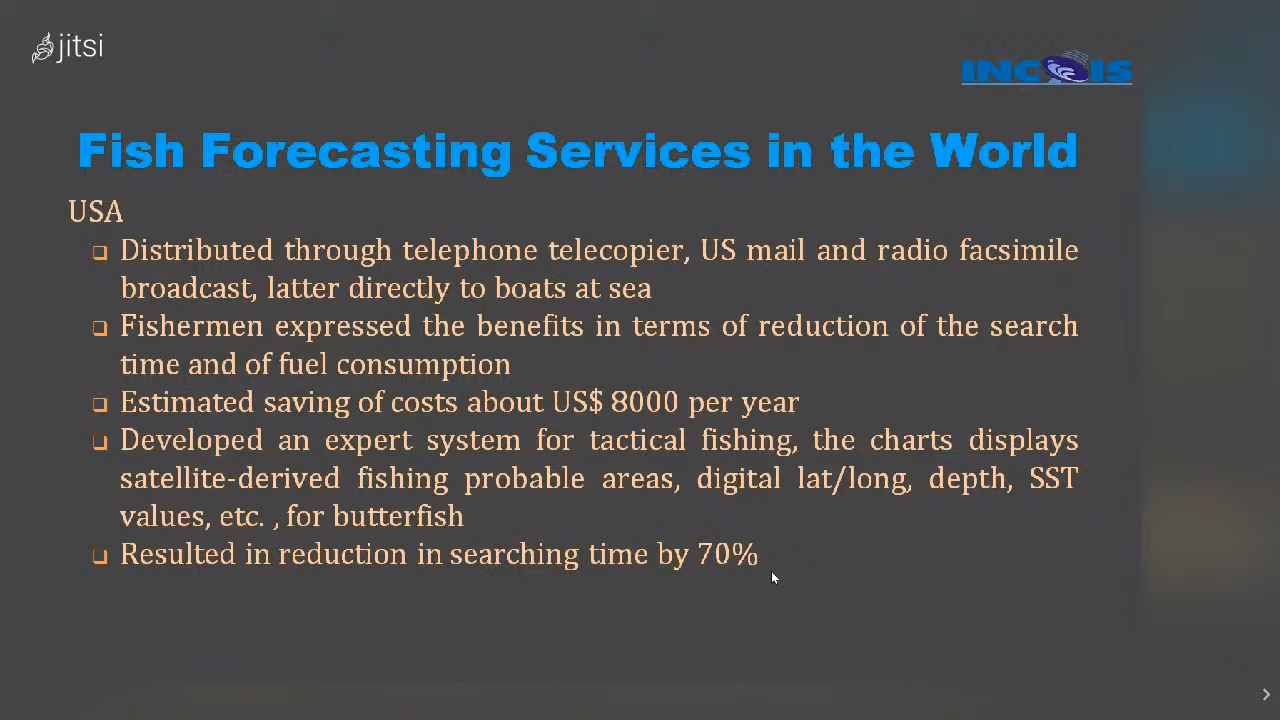 jitsi
INCOIS
Fish Forecasting Services in the World
USA
Distributed through telephone telecopier, US mail and radio facsimile
broadcast, latter directly to boats at sea
Fishermen expressed the benefits in terms of reduction of the search
time and of fuel consumption
Estimated saving of costs about US$ 8000 per year
Developed an expert system for tactical fishing, the charts displays
satellite-derived fishing probable areas, digital lat/long, depth, SST
values, etc. , for butterfish
Resulted in reduction in searching time by 70%